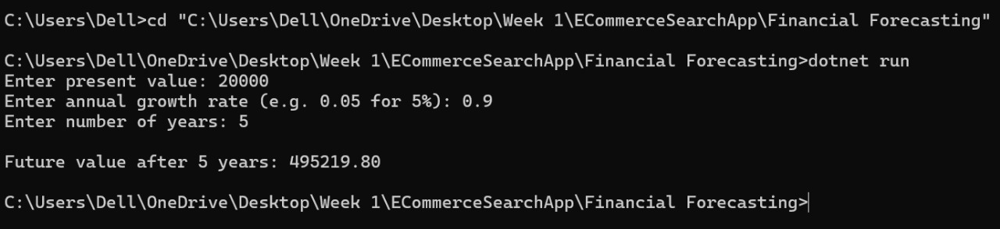 C:\Users\Dell>cd "C:\Users\Dell\OneDrive\Desktop\Week 1\ECommerceSearchApp\Financial Forecasting"
C:\Users\Dell\OneDrive\Desktop\Week 1\ECommerceSearchApp\Financial Forecasting>dotnet run
Enter present value: 20000
Enter annual growth rate (e.g. 0.05 for 5%): 0.9
Enter number of years: 5
Future value after 5 years: 495219.80
C:\Users\Dell\OneDrive\Desktop\Week 1\ECommerceSearchApp\Financial Forecasting>